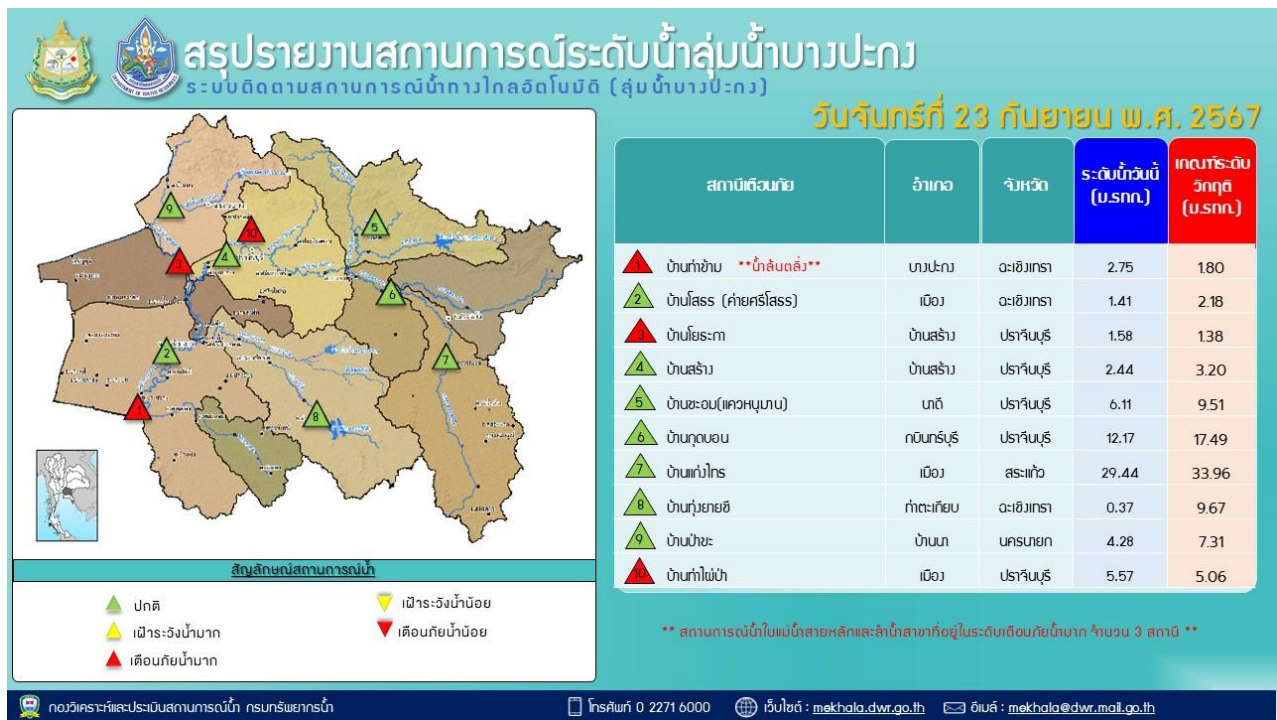 สรุปรายงานสถานการณ์ระดับน้ำลุ่มน้ำบางปะกง
ระบบติดตามสถานการณ์น้ำทางไกลอัตโนมัติ (ลุ่มน้ำบางปะกง)
วันจันทร์ที่ 23 กันยายน พ.ศ. 2567
สถานีเตือนภัย อำเภอ จังหวัด ระดับน้ำวันนี้ (ม.รทก.) เกณฑ์ระดับวิกฤติ (ม.รทก.)
1 บ้านท่าข้าม **น้ำล้นตลิ่ง** บางปะกง ฉะเชิงเทรา 2.75 1.80
2 บ้านโสธร (ค่ายศรีโสธร) เมือง ฉะเชิงเทรา 1.41 2.18
3 บ้านโยธะกา บ้านสร้าง ปราจีนบุรี 1.58 1.38
4 บ้านสร้าง บ้านสร้าง ปราจีนบุรี 2.44 3.20
5 บ้านซะอม(แควหนุมาน) นาดี ปราจีนบุรี 6.11 9.51
6 บ้านกุดบอน กบินทร์บุรี ปราจีนบุรี 12.17 17.49
7 บ้านแก่งไทร เมือง สระแก้ว 29.44 33.96
8 บ้านทุ่งยายชี ท่าตะเกียบ ฉะเชิงเทรา 0.37 9.67
9 บ้านป่าขะ บ้านนา นครนายก 4.28 7.31
10 บ้านท่าไผ่ป่า เมือง ปราจีนบุรี 5.57 5.06
** สถานการณ์น้ำในแม่น้ำสายหลักและลำน้ำสาขาที่อยู่ในระดับเตือนภัยน้ำมาก จำนวน 3 สถานี **
9
10
5
4
3
6
2
7
1
8
สัญลักษณ์สถานการณ์น้ำ
ปกติ
เฝ้าระวังน้ำมาก
เตือนภัยน้ำมาก
เฝ้าระวังน้ำน้อย
เตือนภัยน้ำน้อย
กองวิเคราะห์และประเมินสถานการณ์น้ำ กรมทรัพยากรน้ำ
โทรศัพท์ 0 2271 6000
เว็บไซต์ : mekhala.dwr.go.th
อีเมล์ : mekhala@dwr.mail.go.th